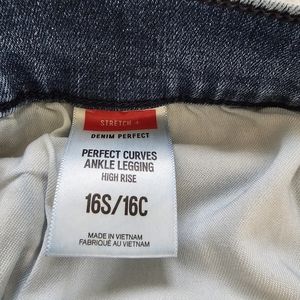 STRETCH +
DENIM PERFECT
PERFECT CURVES
ANKLE LEGGING
HIGH RISE
16S/16C
MADE IN VIETNAM
FABRIQUÉ AU VIETNAM